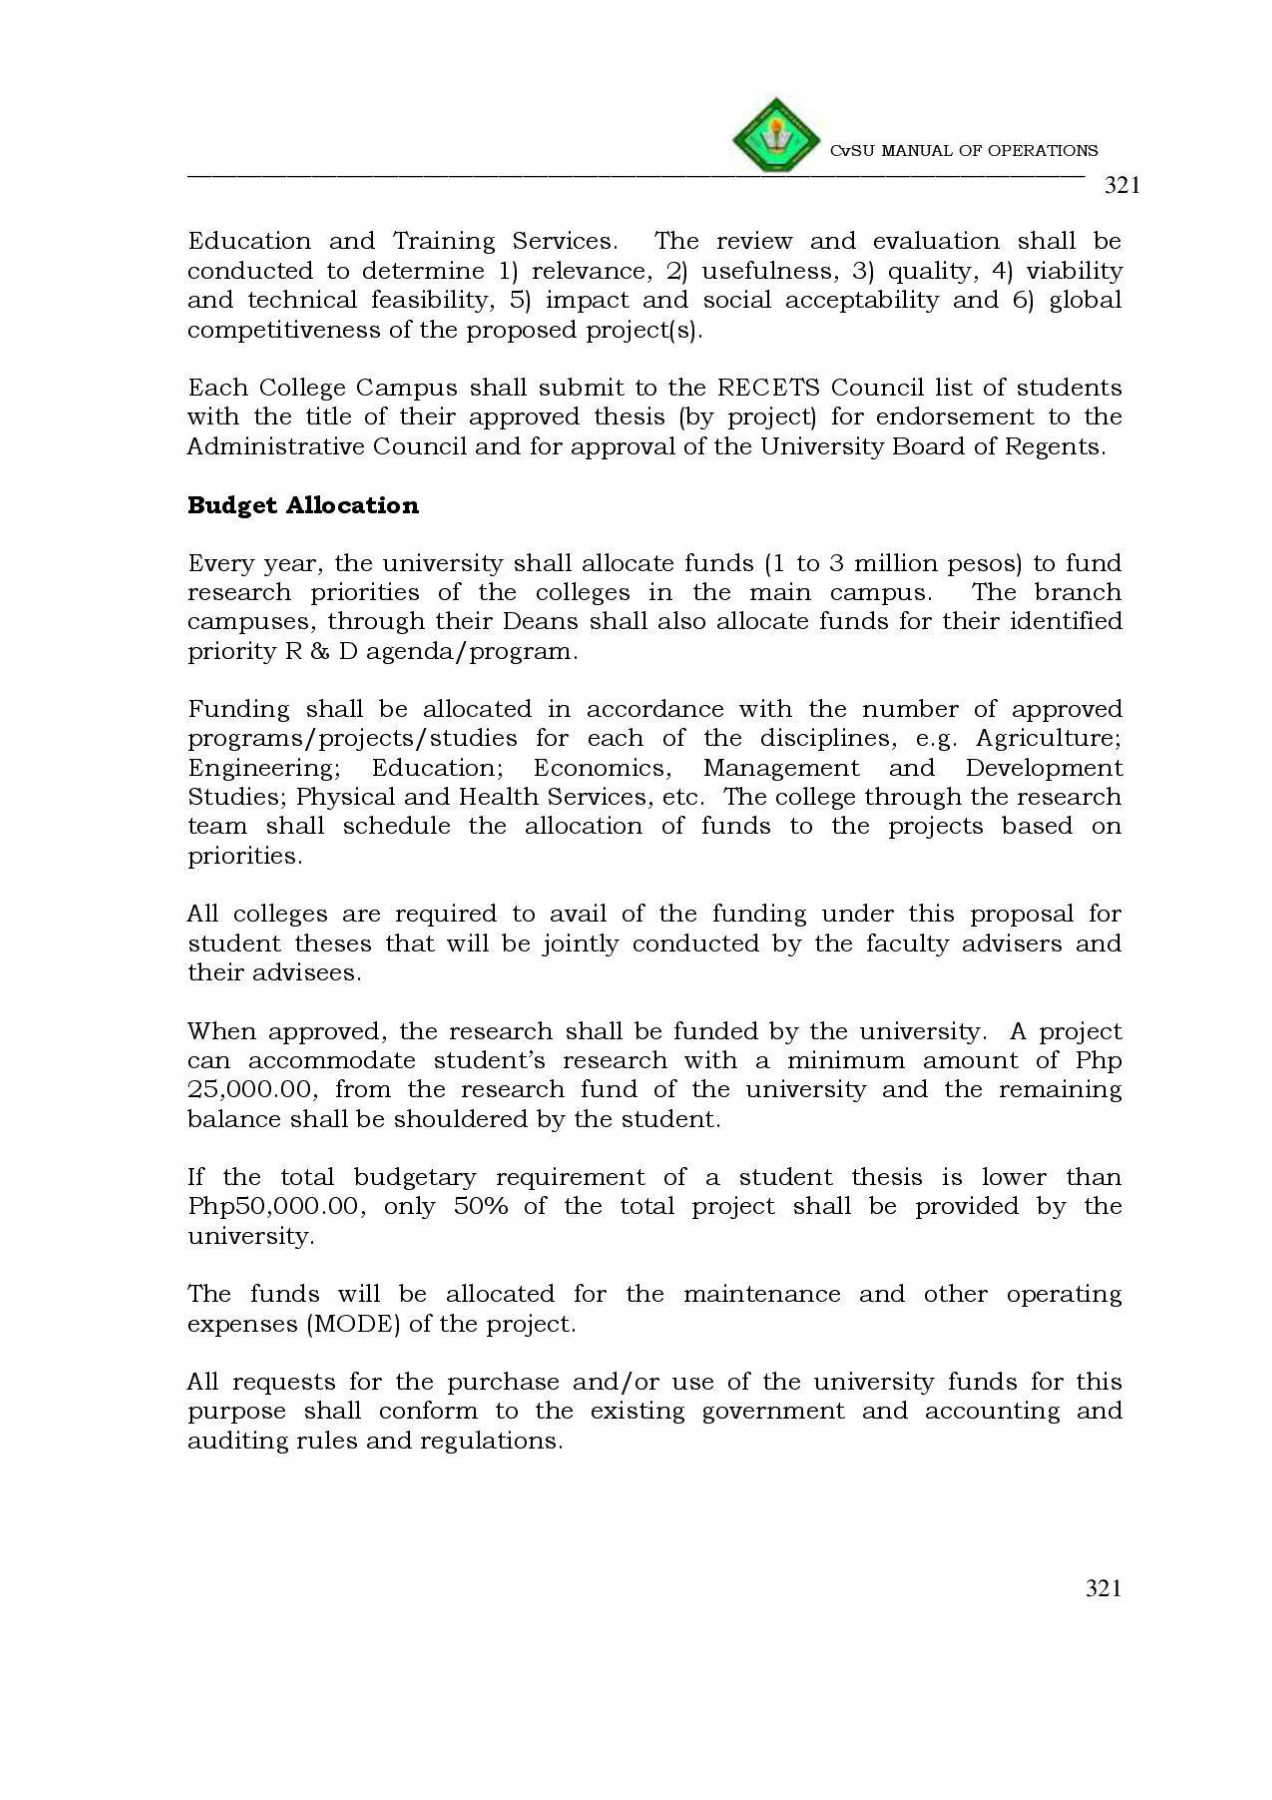 CvSU MANUAL OF OPERATIONS
321
Education and Training Services. The review and evaluation shall be
conducted to determine 1) relevance, 2) usefulness, 3) quality, 4) viability
and technical feasibility, 5) impact and social acceptability and 6) global
competitiveness of the proposed project(s).
Each College Campus shall submit to the RECETS Council list of students
with the title of their approved thesis (by project) for endorsement to the
Administrative Council and for approval of the University Board of Regents.
Budget Allocation
Every year, the university shall allocate funds (1 to 3 million pesos) to fund
research priorities of the colleges in the main campus. The branch
campuses, through their Deans shall also allocate funds for their identified
priority R & D agenda/program.
Funding shall be allocated in accordance with the number of approved
programs/projects/studies for each of the disciplines, e.g. Agriculture;
Engineering; Education; Economics, Management and Development
Studies; Physical and Health Services, etc. The college through the research
team shall schedule the allocation of funds to the projects based on
priorities.
All colleges are required to avail of the funding under this proposal for
student theses that will be jointly conducted by the faculty advisers and
their advisees.
When approved, the research shall be funded by the university. A project
can accommodate student’s research with a minimum amount of Php
25,000.00, from the research fund of the university and the remaining
balance shall be shouldered by the student.
If the total budgetary requirement of a student thesis is lower than
Php50,000.00, only 50% of the total project shall be provided by the
university.
The funds will be allocated for the maintenance and other operating
expenses (MODE) of the project.
All requests for the purchase and/or use of the university funds for this
purpose shall conform to the existing government and accounting and
auditing rules and regulations.
321